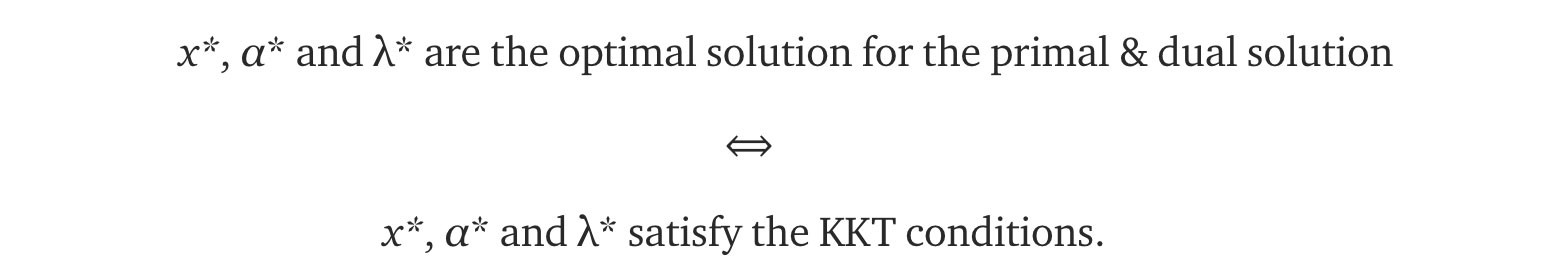 x*, α* and λ* are the optimal solution for the primal & dual solution
⟺
x*, α* and λ* satisfy the KKT conditions.